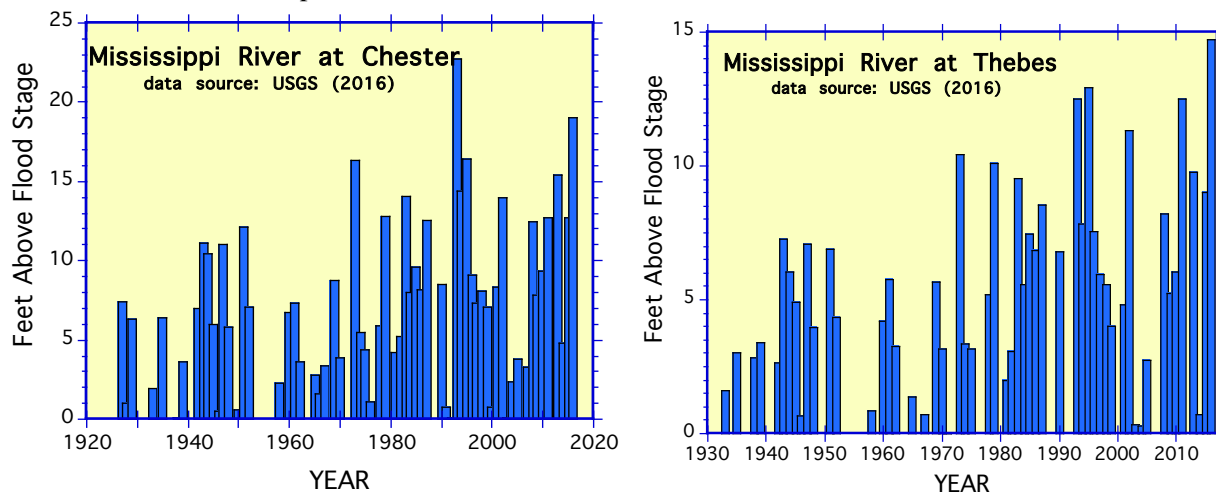 Mississippi River at Chester
data source: USGS (2016)
Feet Above Flood Stage
25
20
15
10
5
0
1920 1940 1960 1980 2000 2020
YEAR
Mississippi River at Thebes
data source: USGS (2016)
Feet Above Flood Stage
15
10
5
0
1930 1940 1950 1960 1970 1980 1990 2000 2010
YEAR